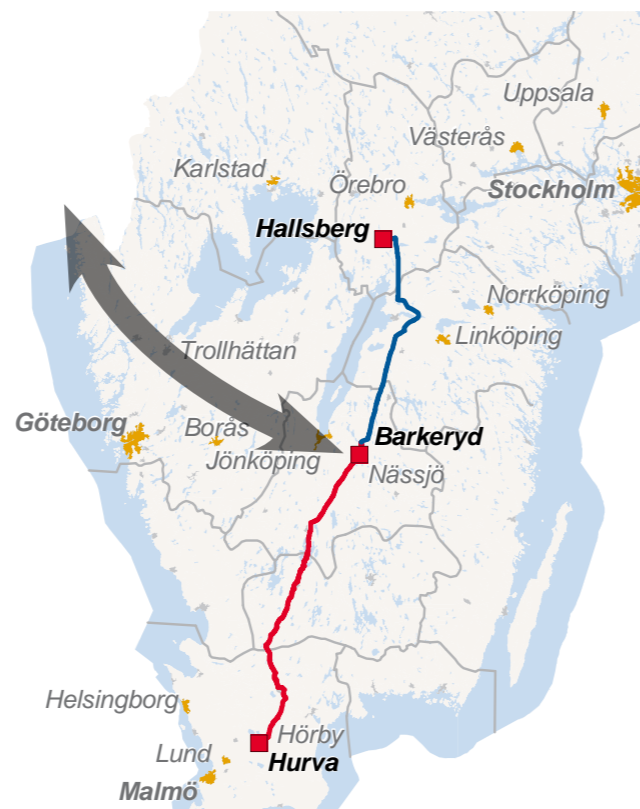 Uppsala
Västerås
Karlstad
Örebro
Stockholm
Hallsberg
Norrköping
Linköping
Trollhättan
Göteborg
Borås
Barkeryd
Jönköping
Nässjö
Helsingborg
Hörby
Lund
Hurva
Malmö